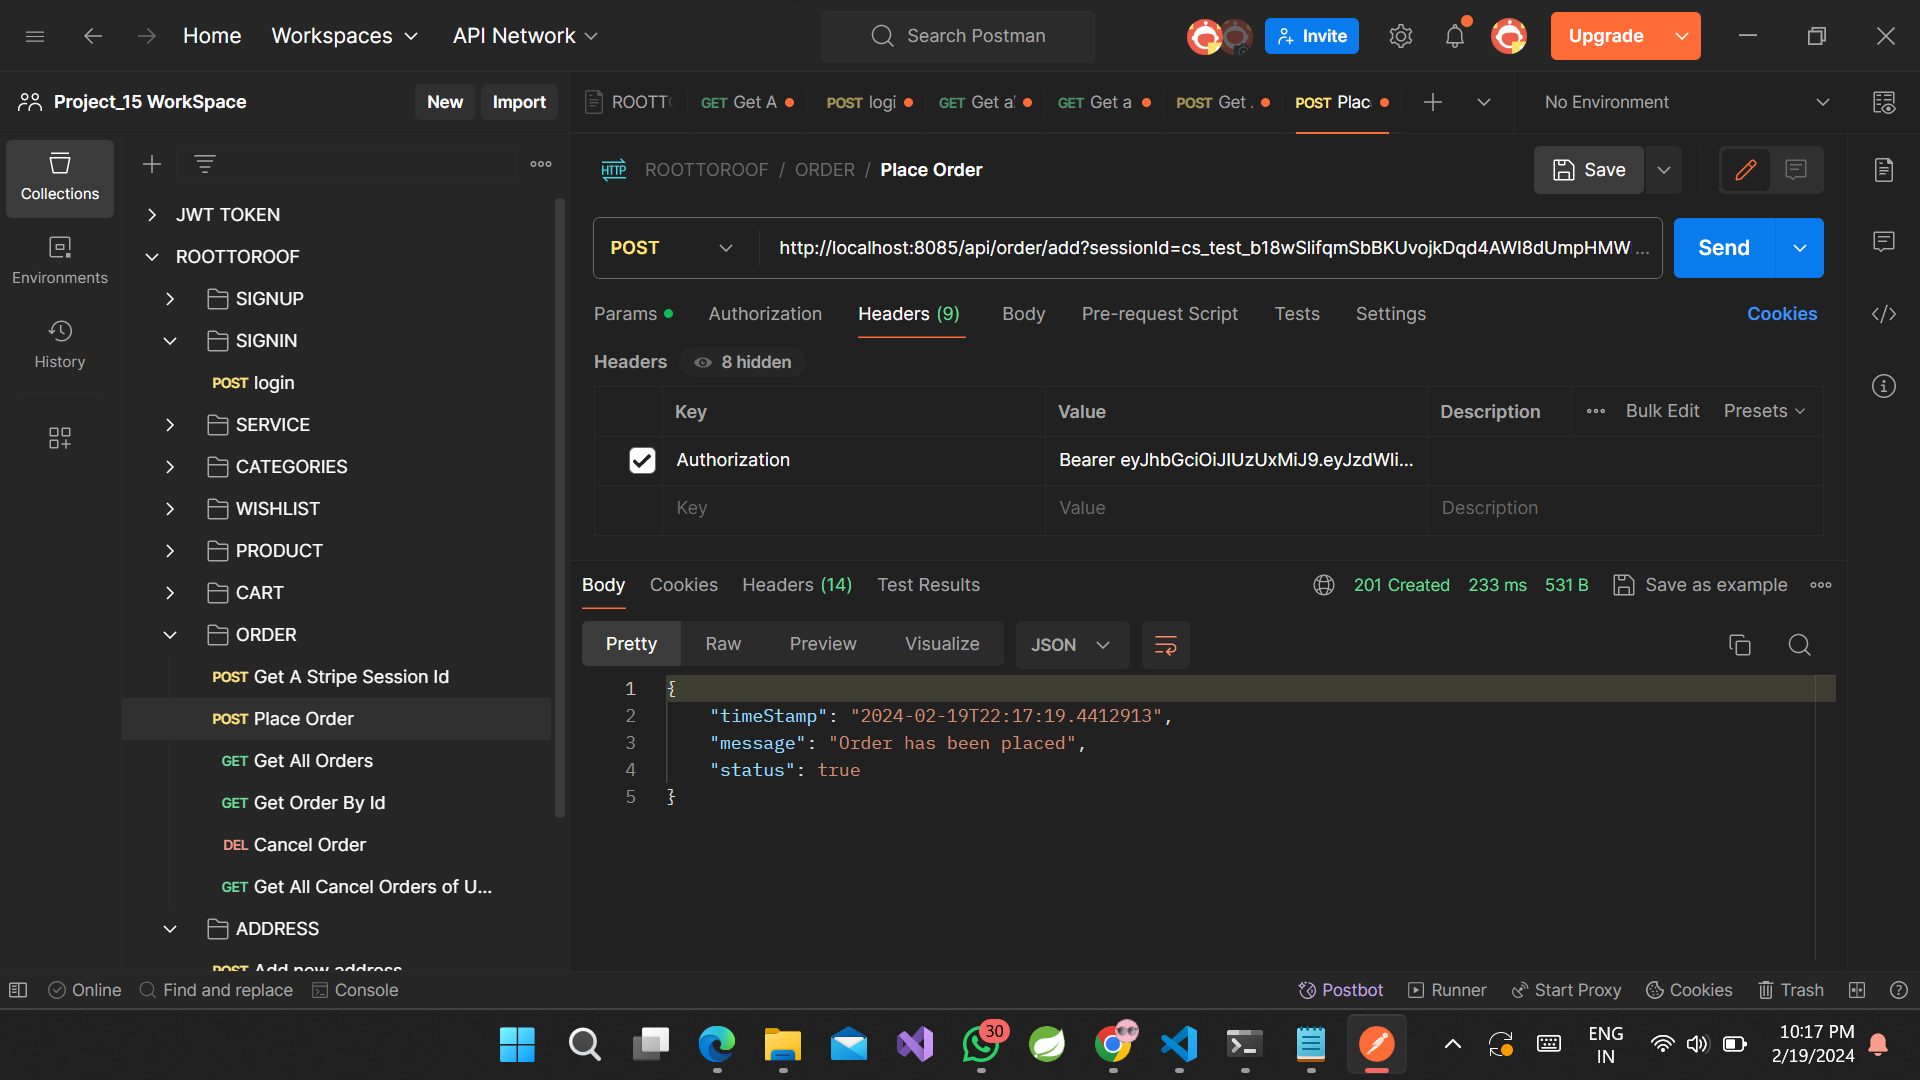 Home
Workspaces
API Network
Search Postman
Invite
Upgrade
Project_15 WorkSpace
New
Import
ROOTT
GET Get A
POST logi
GET Get a
GET Get a
POST Get
POST Plac
No Environment
Collections
Environments
History
JWT TOKEN
ROOTTOROOF
SIGNUP
SIGNIN
POST login
SERVICE
CATEGORIES
WISHLIST
PRODUCT
CART
ORDER
POST Get A Stripe Session Id
POST Place Order
GET Get All Orders
GET Get Order By Id
DEL Cancel Order
GET Get All Cancel Orders of U...
ADDRESS
POST Add new address
HTTP
ROOTTOROOF / ORDER / Place Order
Save
POST
http://localhost:8085/api/order/add?sessionId=cs_test_b18wSlifqmSbBKUvojkDqd4AWI8dUmpHMW ...
Send
Params
Authorization
Headers (9)
Body
Pre-request Script
Tests
Settings
Cookies
Headers
8 hidden
Key
Value
Description
Bulk Edit
Presets
Authorization
Bearer eyJhbGciOiJIUzUxMiJ9.eyJzdWIi...
Key
Value
Description
Body
Cookies
Headers (14)
Test Results
201 Created
233 ms
531 B
Save as example
Pretty
Raw
Preview
Visualize
JSON
1 {
2 "timeStamp": "2024-02-19T22:17:19.4412913",
3 "message": "Order has been placed",
4 "status": true
5 }
Online
Find and replace
Console
Postbot
Runner
Start Proxy
Cookies
Trash
30
ENG
IN
10:17 PM
2/19/2024